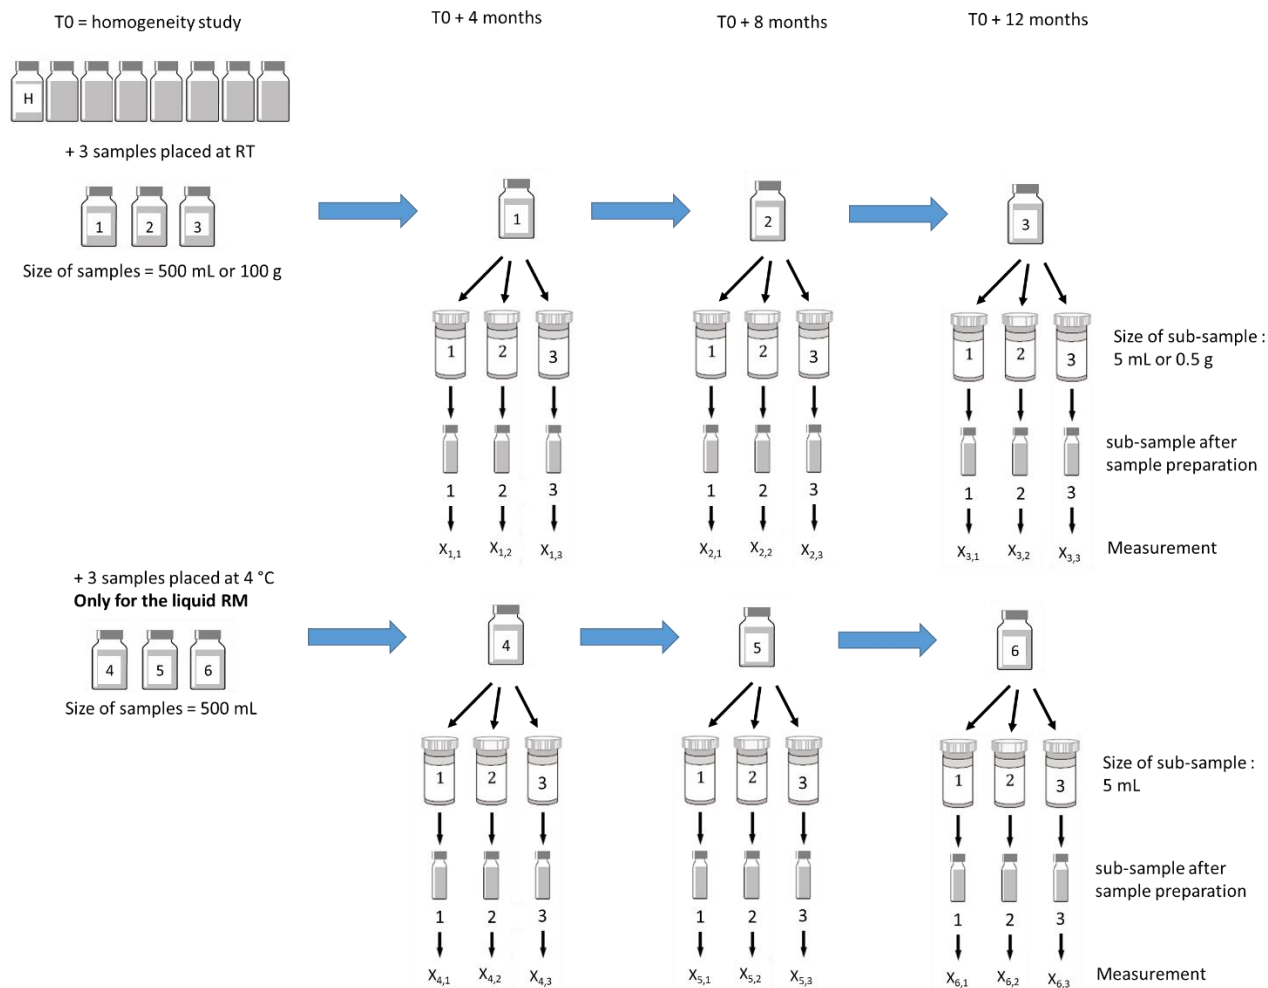 T0 = homogeneity study
T0 + 4 months
T0 + 8 months
T0 + 12 months
H
+ 3 samples placed at RT
1 2 3
1
2
3
Size of samples = 500 mL or 100 g
1 2 3
1 2 3
1 2 3
Size of sub-sample :
5 mL or 0.5 g
sub-sample after
sample preparation
1 2 3
1 2 3
1 2 3
X1,1 X1,2 X1,3
X2,1 X2,2 X2,3
X3,1 X3,2 X3,3
Measurement
+ 3 samples placed at 4 °C
Only for the liquid RM
4 5 6
4
5
6
Size of samples = 500 mL
1 2 3
1 2 3
1 2 3
Size of sub-sample :
5 mL
sub-sample after
sample preparation
1 2 3
1 2 3
1 2 3
X4,1 X4,2 X4,3
X5,1 X5,2 X5,3
X6,1 X6,2 X6,3
Measurement